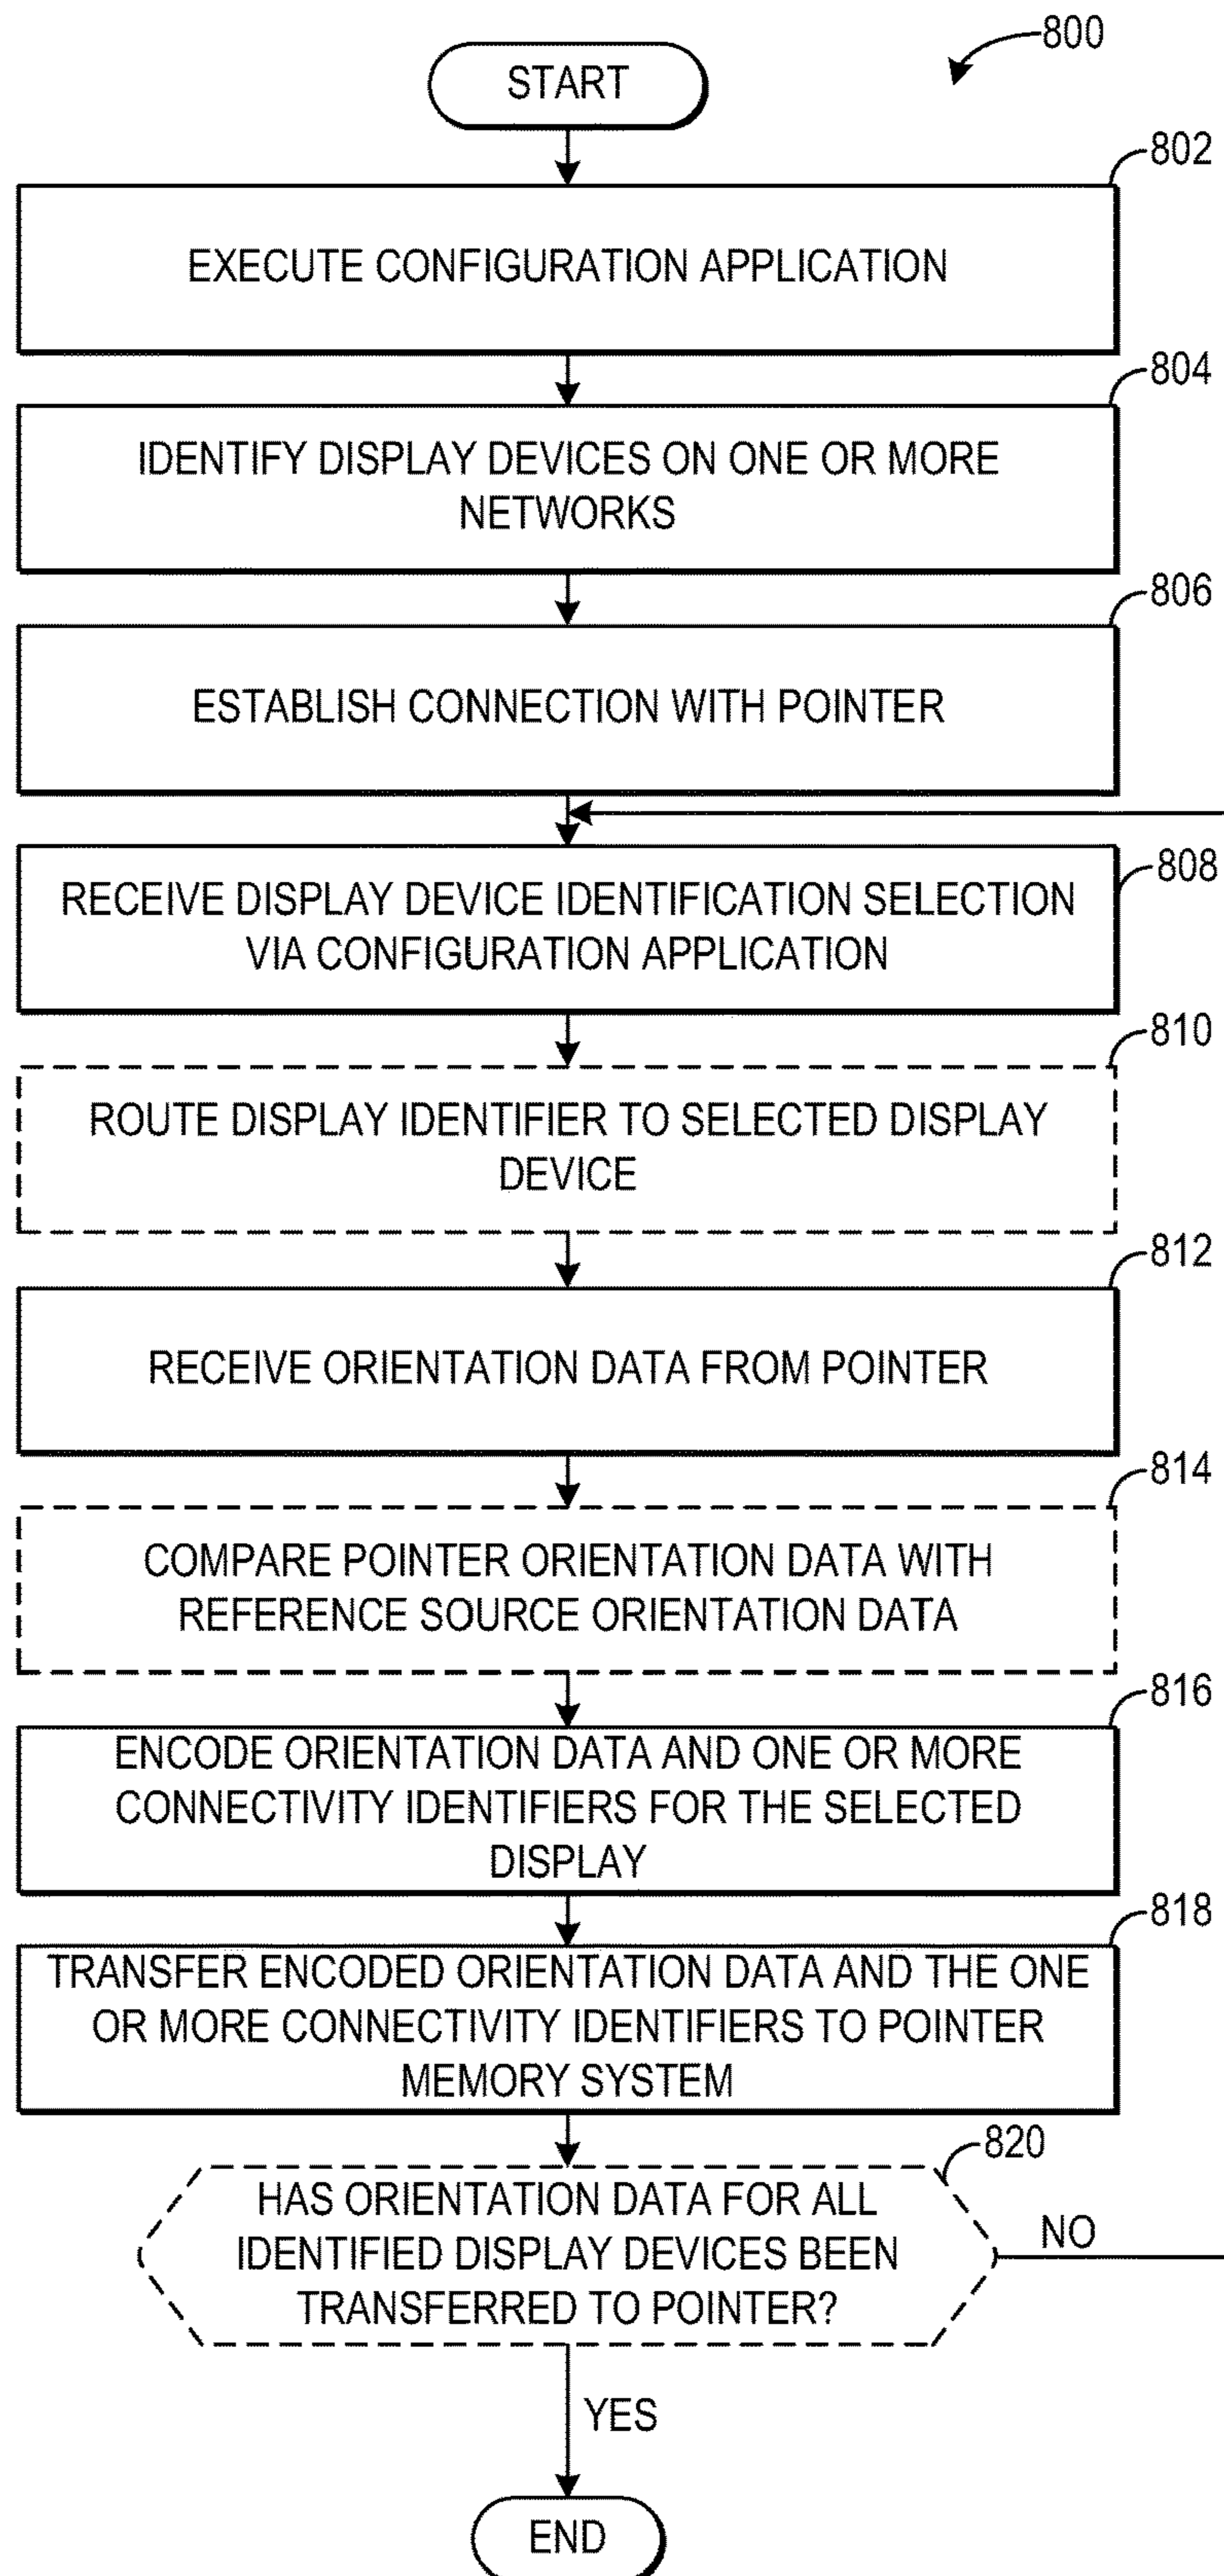 800
START
802
EXECUTE CONFIGURATION APPLICATION
804
IDENTIFY DISPLAY DEVICES ON ONE OR MORE
NETWORKS
806
ESTABLISH CONNECTION WITH POINTER
808
RECEIVE DISPLAY DEVICE IDENTIFICATION SELECTION
VIA CONFIGURATION APPLICATION
810
ROUTE DISPLAY IDENTIFIER TO SELECTED DISPLAY
DEVICE
812
RECEIVE ORIENTATION DATA FROM POINTER
814
COMPARE POINTER ORIENTATION DATA WITH
REFERENCE SOURCE ORIENTATION DATA
816
ENCODE ORIENTATION DATA AND ONE OR MORE
CONNECTIVITY IDENTIFIERS FOR THE SELECTED
DISPLAY
818
TRANSFER ENCODED ORIENTATION DATA AND THE ONE
OR MORE CONNECTIVITY IDENTIFIERS TO POINTER
MEMORY SYSTEM
820
HAS ORIENTATION DATA FOR ALL
IDENTIFIED DISPLAY DEVICES BEEN
TRANSFERRED TO POINTER?
NO
YES
END